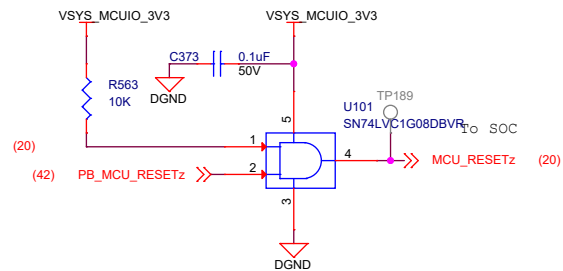 VSYS_MCUIO_3V3
VSYS_MCUIO_3V3
C373
0.1uF
50V
DGND
R563
10K
TP189
U101
SN74LVC1G08DBVR
To SOC
5
(20)
1
4
MCU_RESETz
(20)
(42)
PB_MCU_RESETz
2
3
DGND